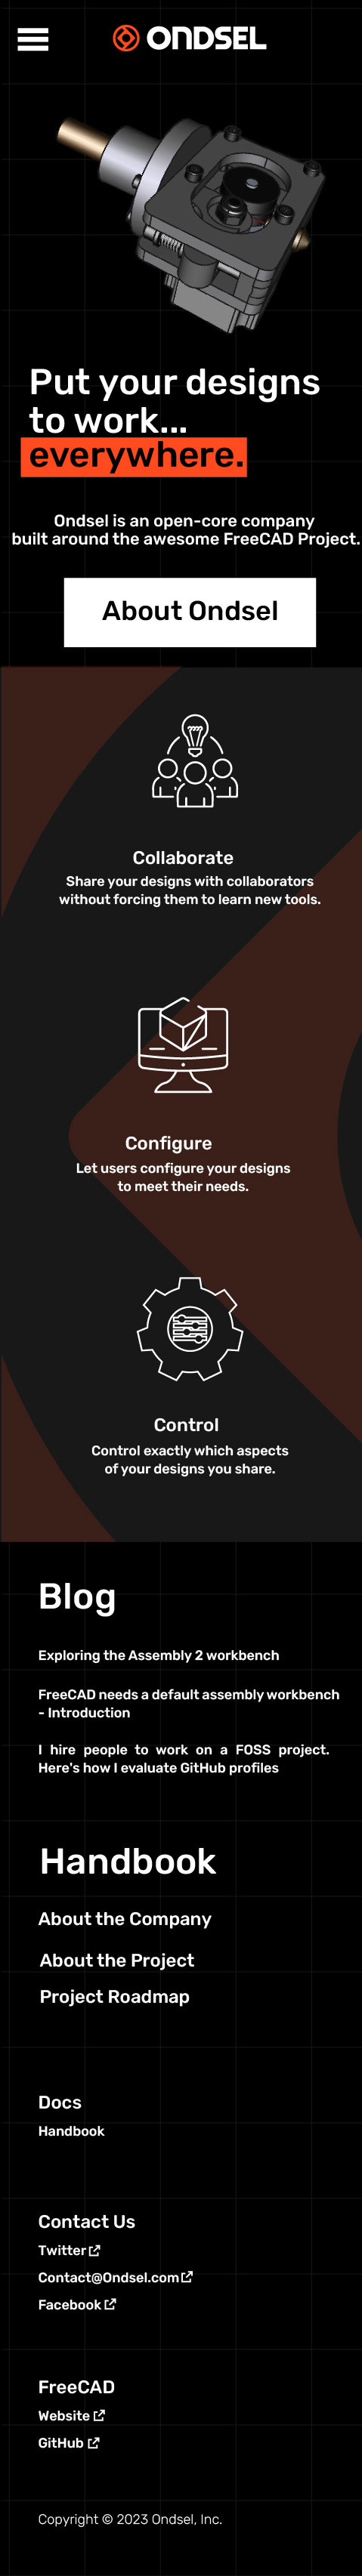 ONDSEL
Put your designs
to work...
everywhere.
Ondsel is an open-core company
built around the awesome FreeCAD Project.
About Ondsel
Collaborate
Share your designs with collaborators
without forcing them to learn new tools.
Configure
Let users configure your designs
to meet their needs.
Control
Control exactly which aspects
of your designs you share.
Blog
Exploring the Assembly 2 workbench
FreeCAD needs a default assembly workbench
- Introduction
I hire people to work on a FOSS project.
Here's how I evaluate GitHub profiles
Handbook
About the Company
About the Project
Project Roadmap
Docs
Handbook
Contact Us
Twitter
Contact@Ondsel.com
Facebook
FreeCAD
Website
GitHub
Copyright © 2023 Ondsel, Inc.